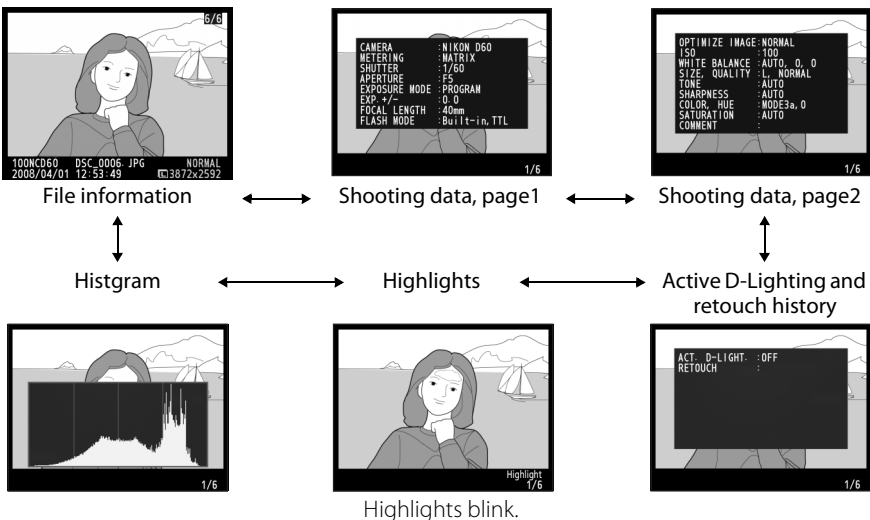 6/6
100NCD60 DSC_0006.JPG NORMAL
2008/04/01 12:53:49 3872x2592
File information
CAMERA :NIKON D60
METERING :MATRIX
SHUTTER :1/60
APERTURE :F5
EXPOSURE MODE :PROGRAM
EXP. +/- :0.0
FOCAL LENGTH :40mm
FLASH MODE :Built-in, TTL
1/6
Shooting data, page1
OPTIMIZE IMAGE:NORMAL
ISO :100
WHITE BALANCE :AUTO, 0, 0
SIZE, QUALITY :L, NORMAL
TONE :AUTO
SHARPNESS :AUTO
COLOR, HUE :MODE3a, 0
SATURATION :AUTO
COMMENT :
1/6
Shooting data, page2
Histgram
1/6
Highlights
Highlight
1/6
Highlights blink.
Active D-Lighting and
retouch history
ACT. D-LIGHT. :OFF
RETOUCH :
1/6